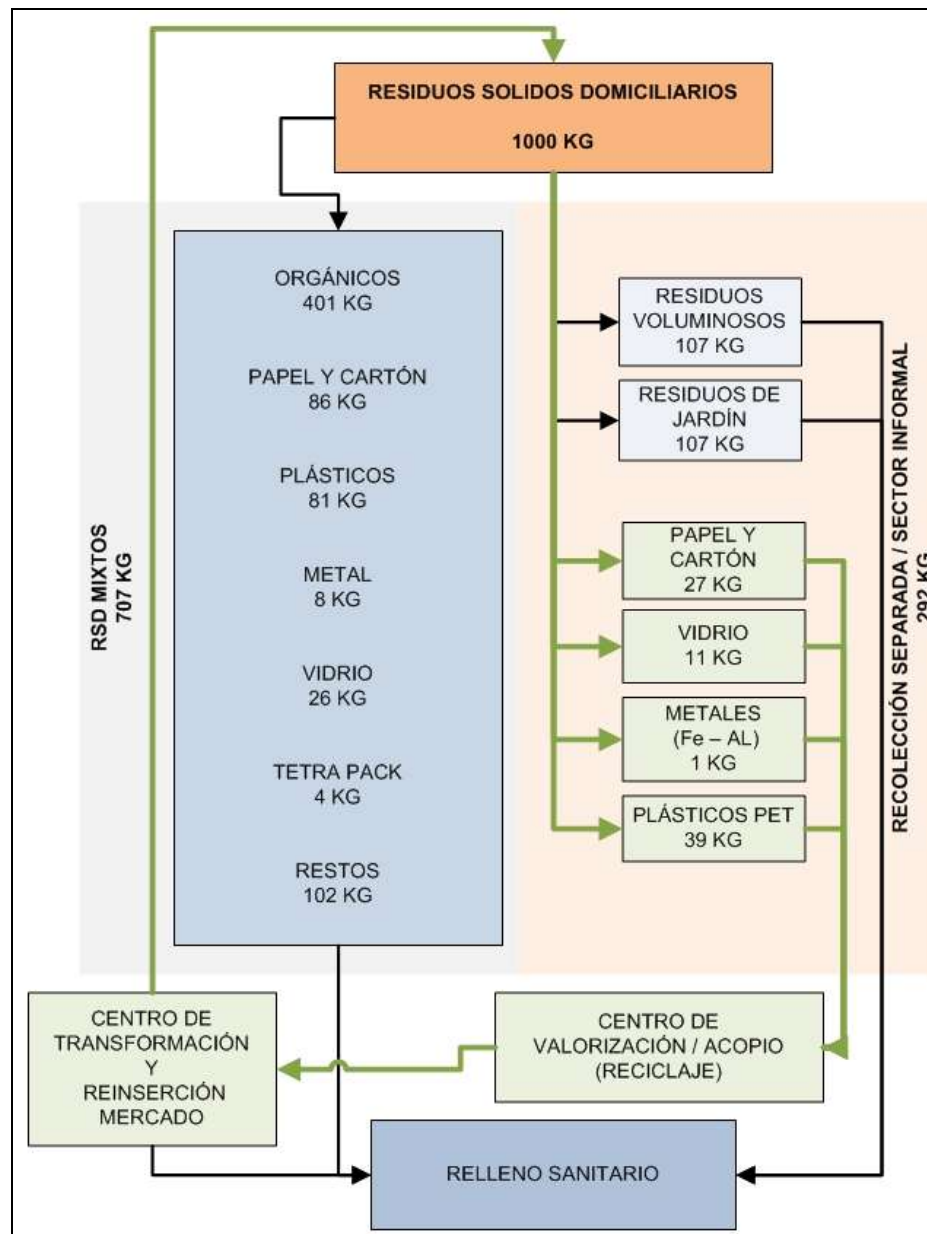 RESIDUOS SOLIDOS DOMICILIARIOS
1000 KG
RSD MIXTOS
707 KG
ORGÁNICOS
401 KG
PAPEL Y CARTÓN
86 KG
PLÁSTICOS
81 KG
METAL
8 KG
VIDRIO
26 KG
TETRA PACK
4 KG
RESTOS
102 KG
RESIDUOS
VOLUMINOSOS
107 KG
RESIDUOS DE
JARDÍN
107 KG
PAPEL Y
CARTÓN
27 KG
VIDRIO
11 KG
METALES
(Fe – AL)
1 KG
PLÁSTICOS PET
39 KG
RECOLECCIÓN SEPARADA / SECTOR INFORMAL
292 KG
CENTRO DE
TRANSFORMACIÓN
Y
REINSERCIÓN
MERCADO
CENTRO DE
VALORIZACIÓN / ACOPIO
(RECICLAJE)
RELLENO SANITARIO